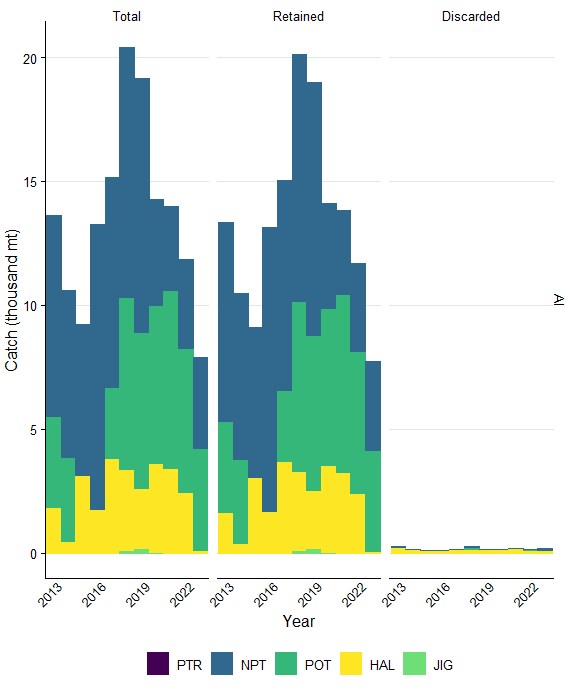 Total Retained Discarded
20
15
10
5
0
Catch (thousand mt)
AI
2013 2016 2019 2022 2013 2016 2019 2022 2013 2016 2019 2022
Year
PTR NPT POT HAL JIG